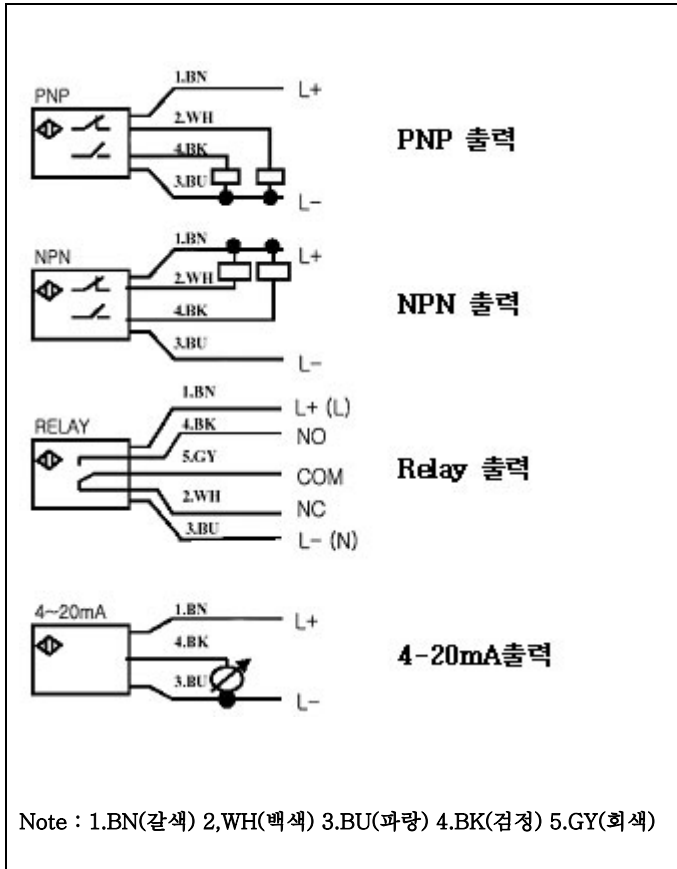 PNP
1.BN
L+
2.WH
4.BK
3.BU
L-
PNP 출력
NPN
1.BN
L+
2.WH
4.BK
3.BU
L-
NPN 출력
RELAY
1.BN
L+ (L)
4.BK
NO
5.GY
COM
2.WH
NC
3.BU
L- (N)
Relay 출력
4~20mA
1.BN
L+
4.BK
3.BU
L-
4-20mA출력
Note : 1.BN(갈색) 2,WH(백색) 3.BU(파랑) 4.BK(검정) 5.GY(회색)